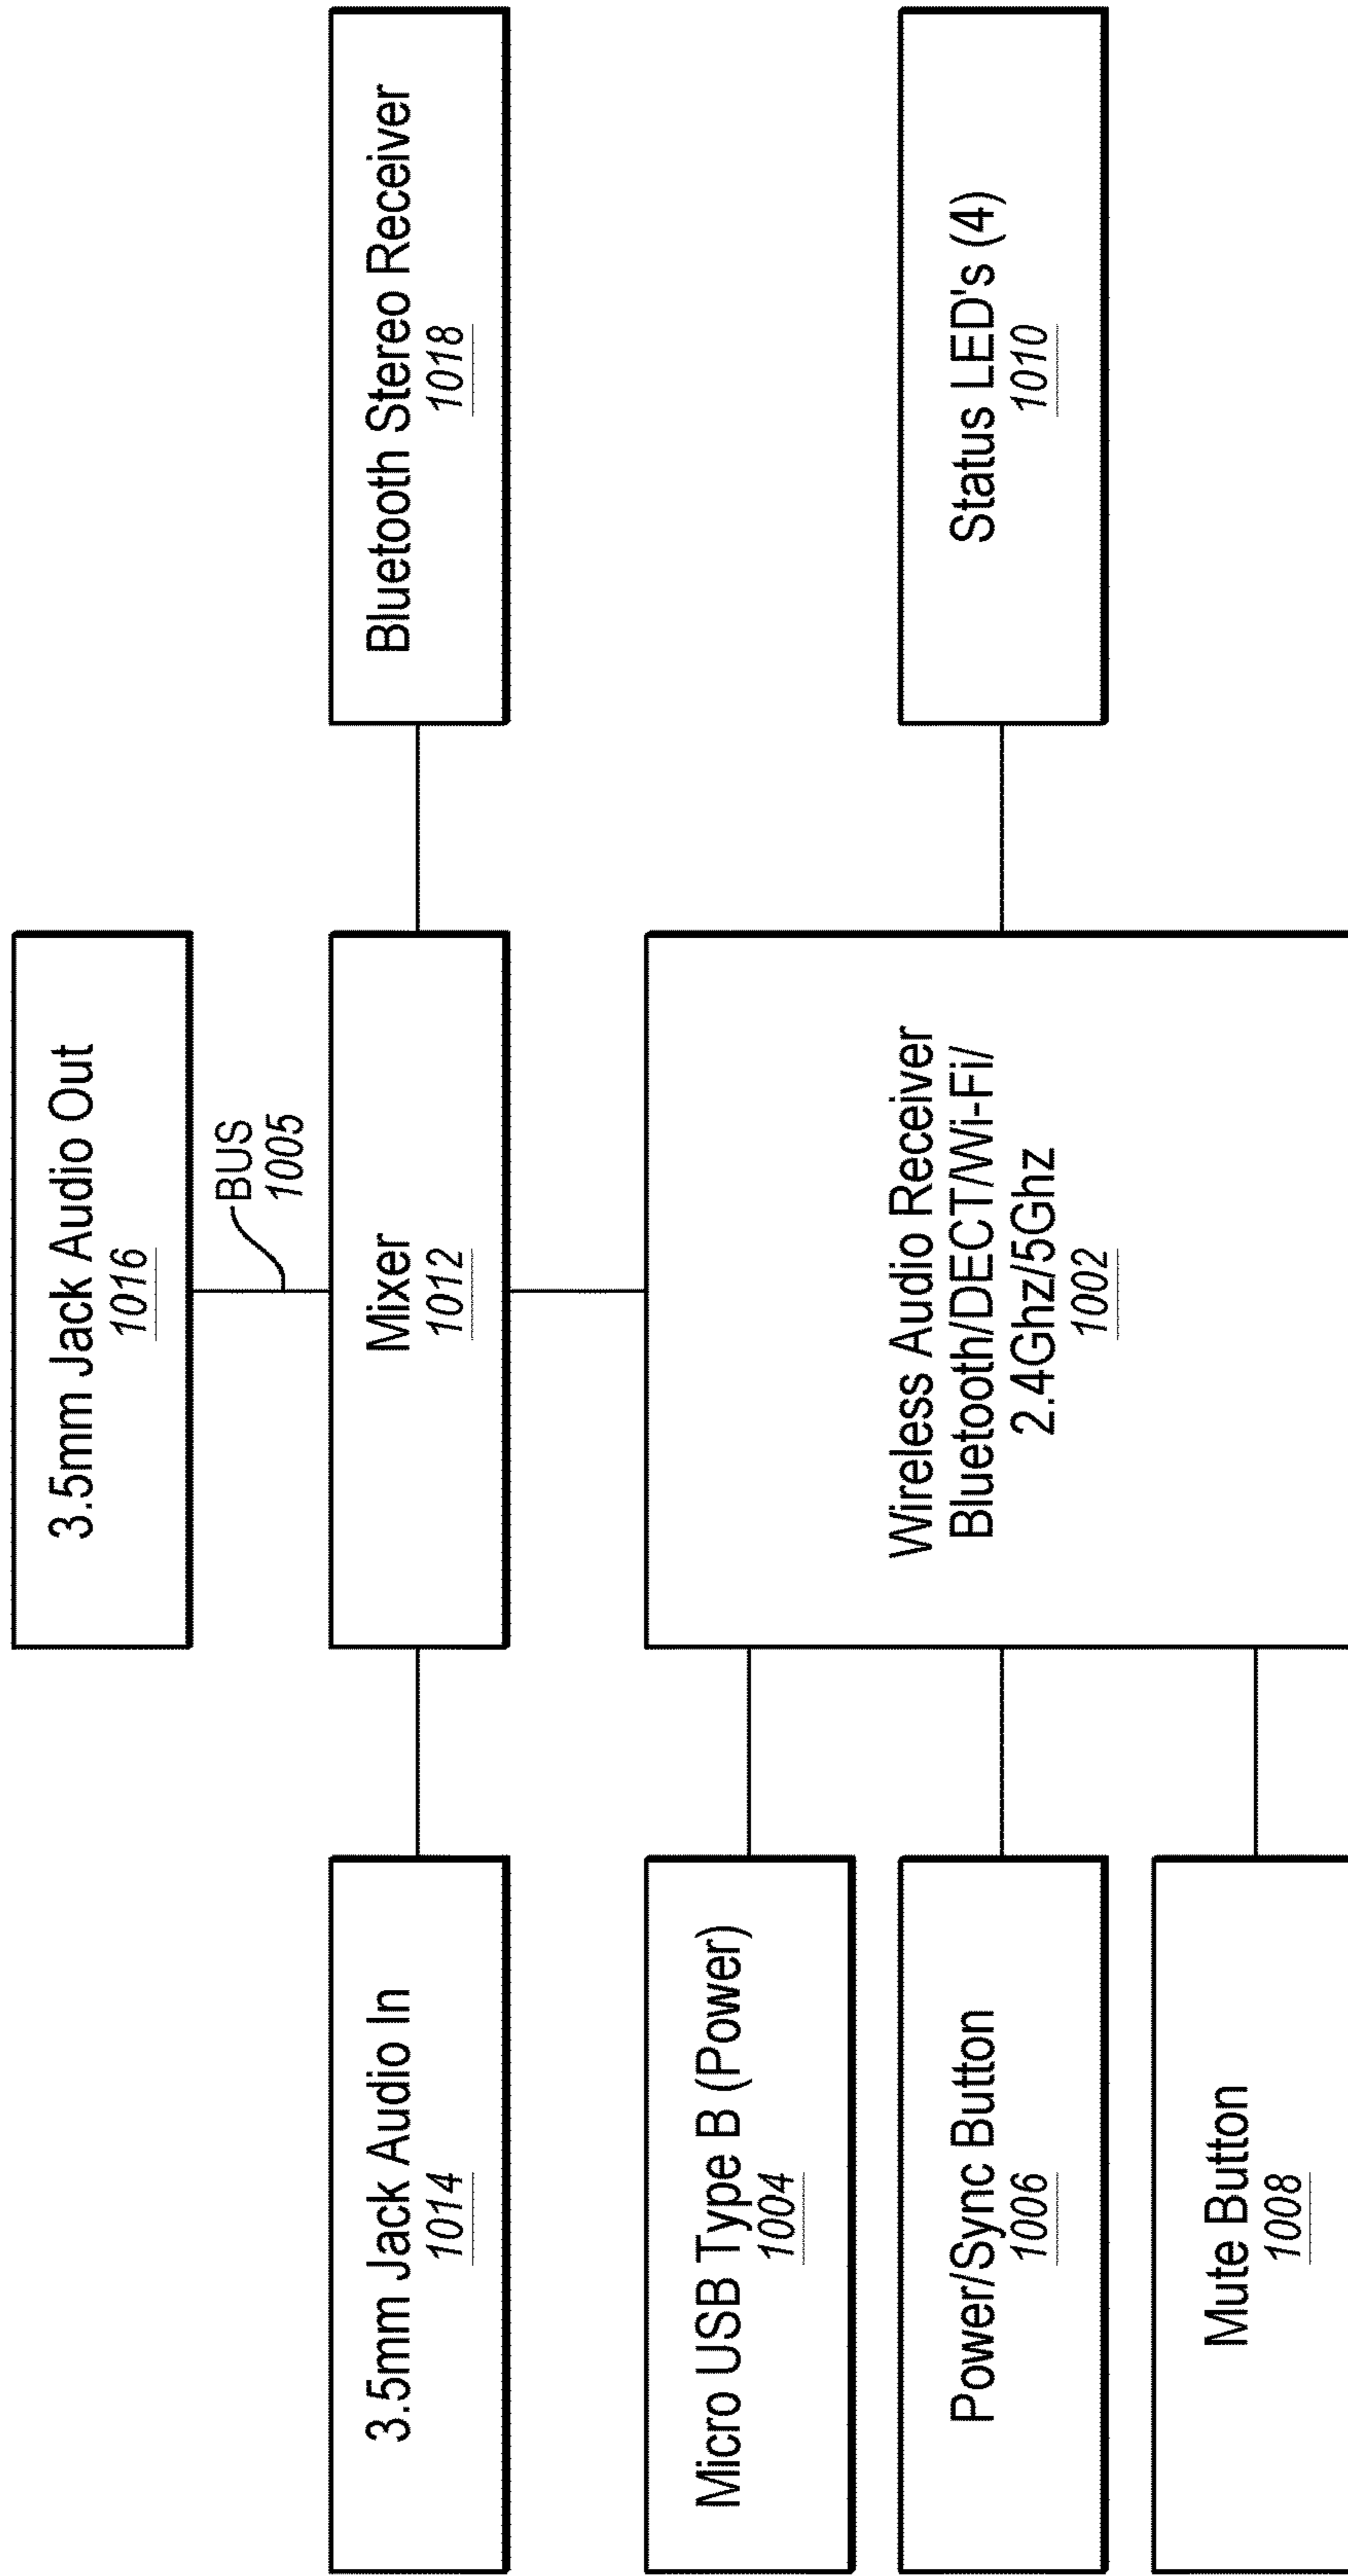 3.5mm Jack Audio Out
1016
BUS
1005
3.5mm Jack Audio In
1014
Mixer
1012
Bluetooth Stereo Receiver
1018
Micro USB Type B (Power)
1004
Wireless Audio Receiver
Bluetooth/DECT/Wi-Fi/
2.4Ghz/5Ghz
1002
Power/Sync Button
1006
Status LED's (4)
1010
Mute Button
1008